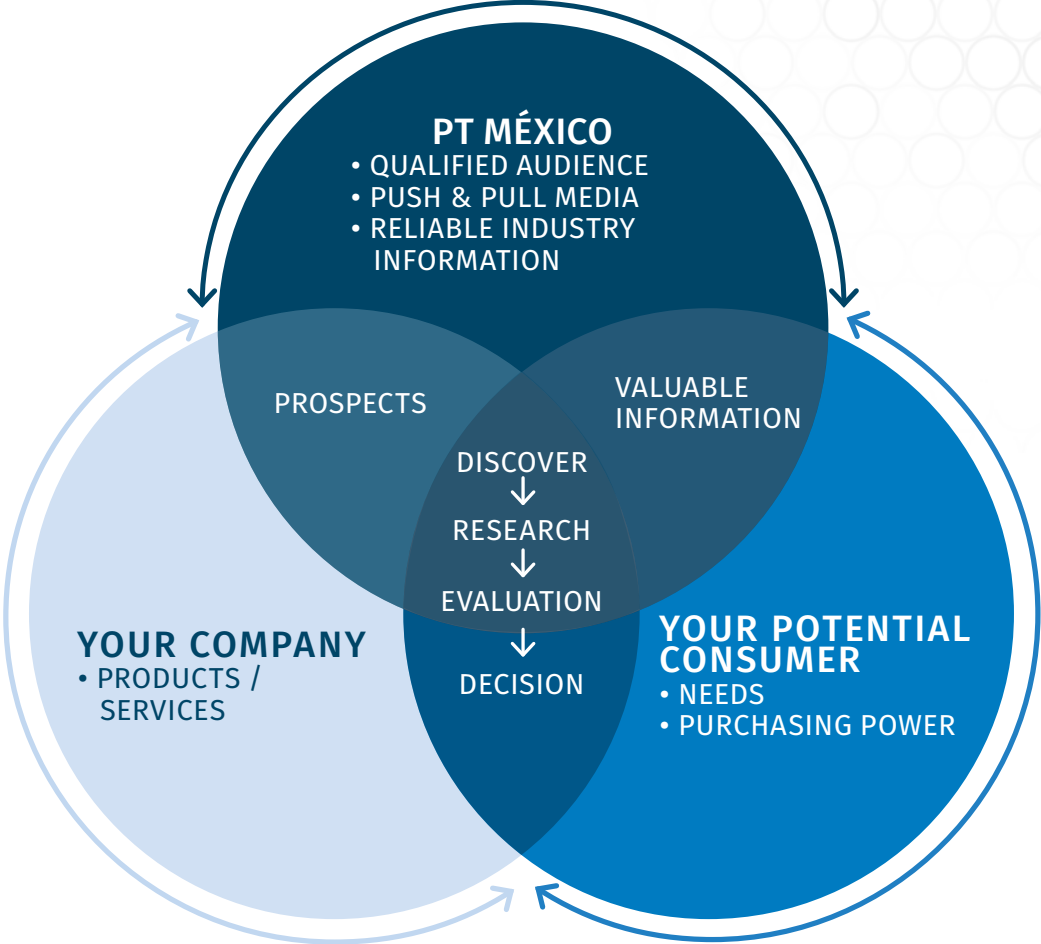 PT MÉXICO
• QUALIFIED AUDIENCE
• PUSH & PULL MEDIA
• RELIABLE INDUSTRY
INFORMATION
PROSPECTS
VALUABLE
INFORMATION
DISCOVER
RESEARCH
EVALUATION
DECISION
YOUR COMPANY
• PRODUCTS /
SERVICES
YOUR POTENTIAL
CONSUMER
• NEEDS
• PURCHASING POWER